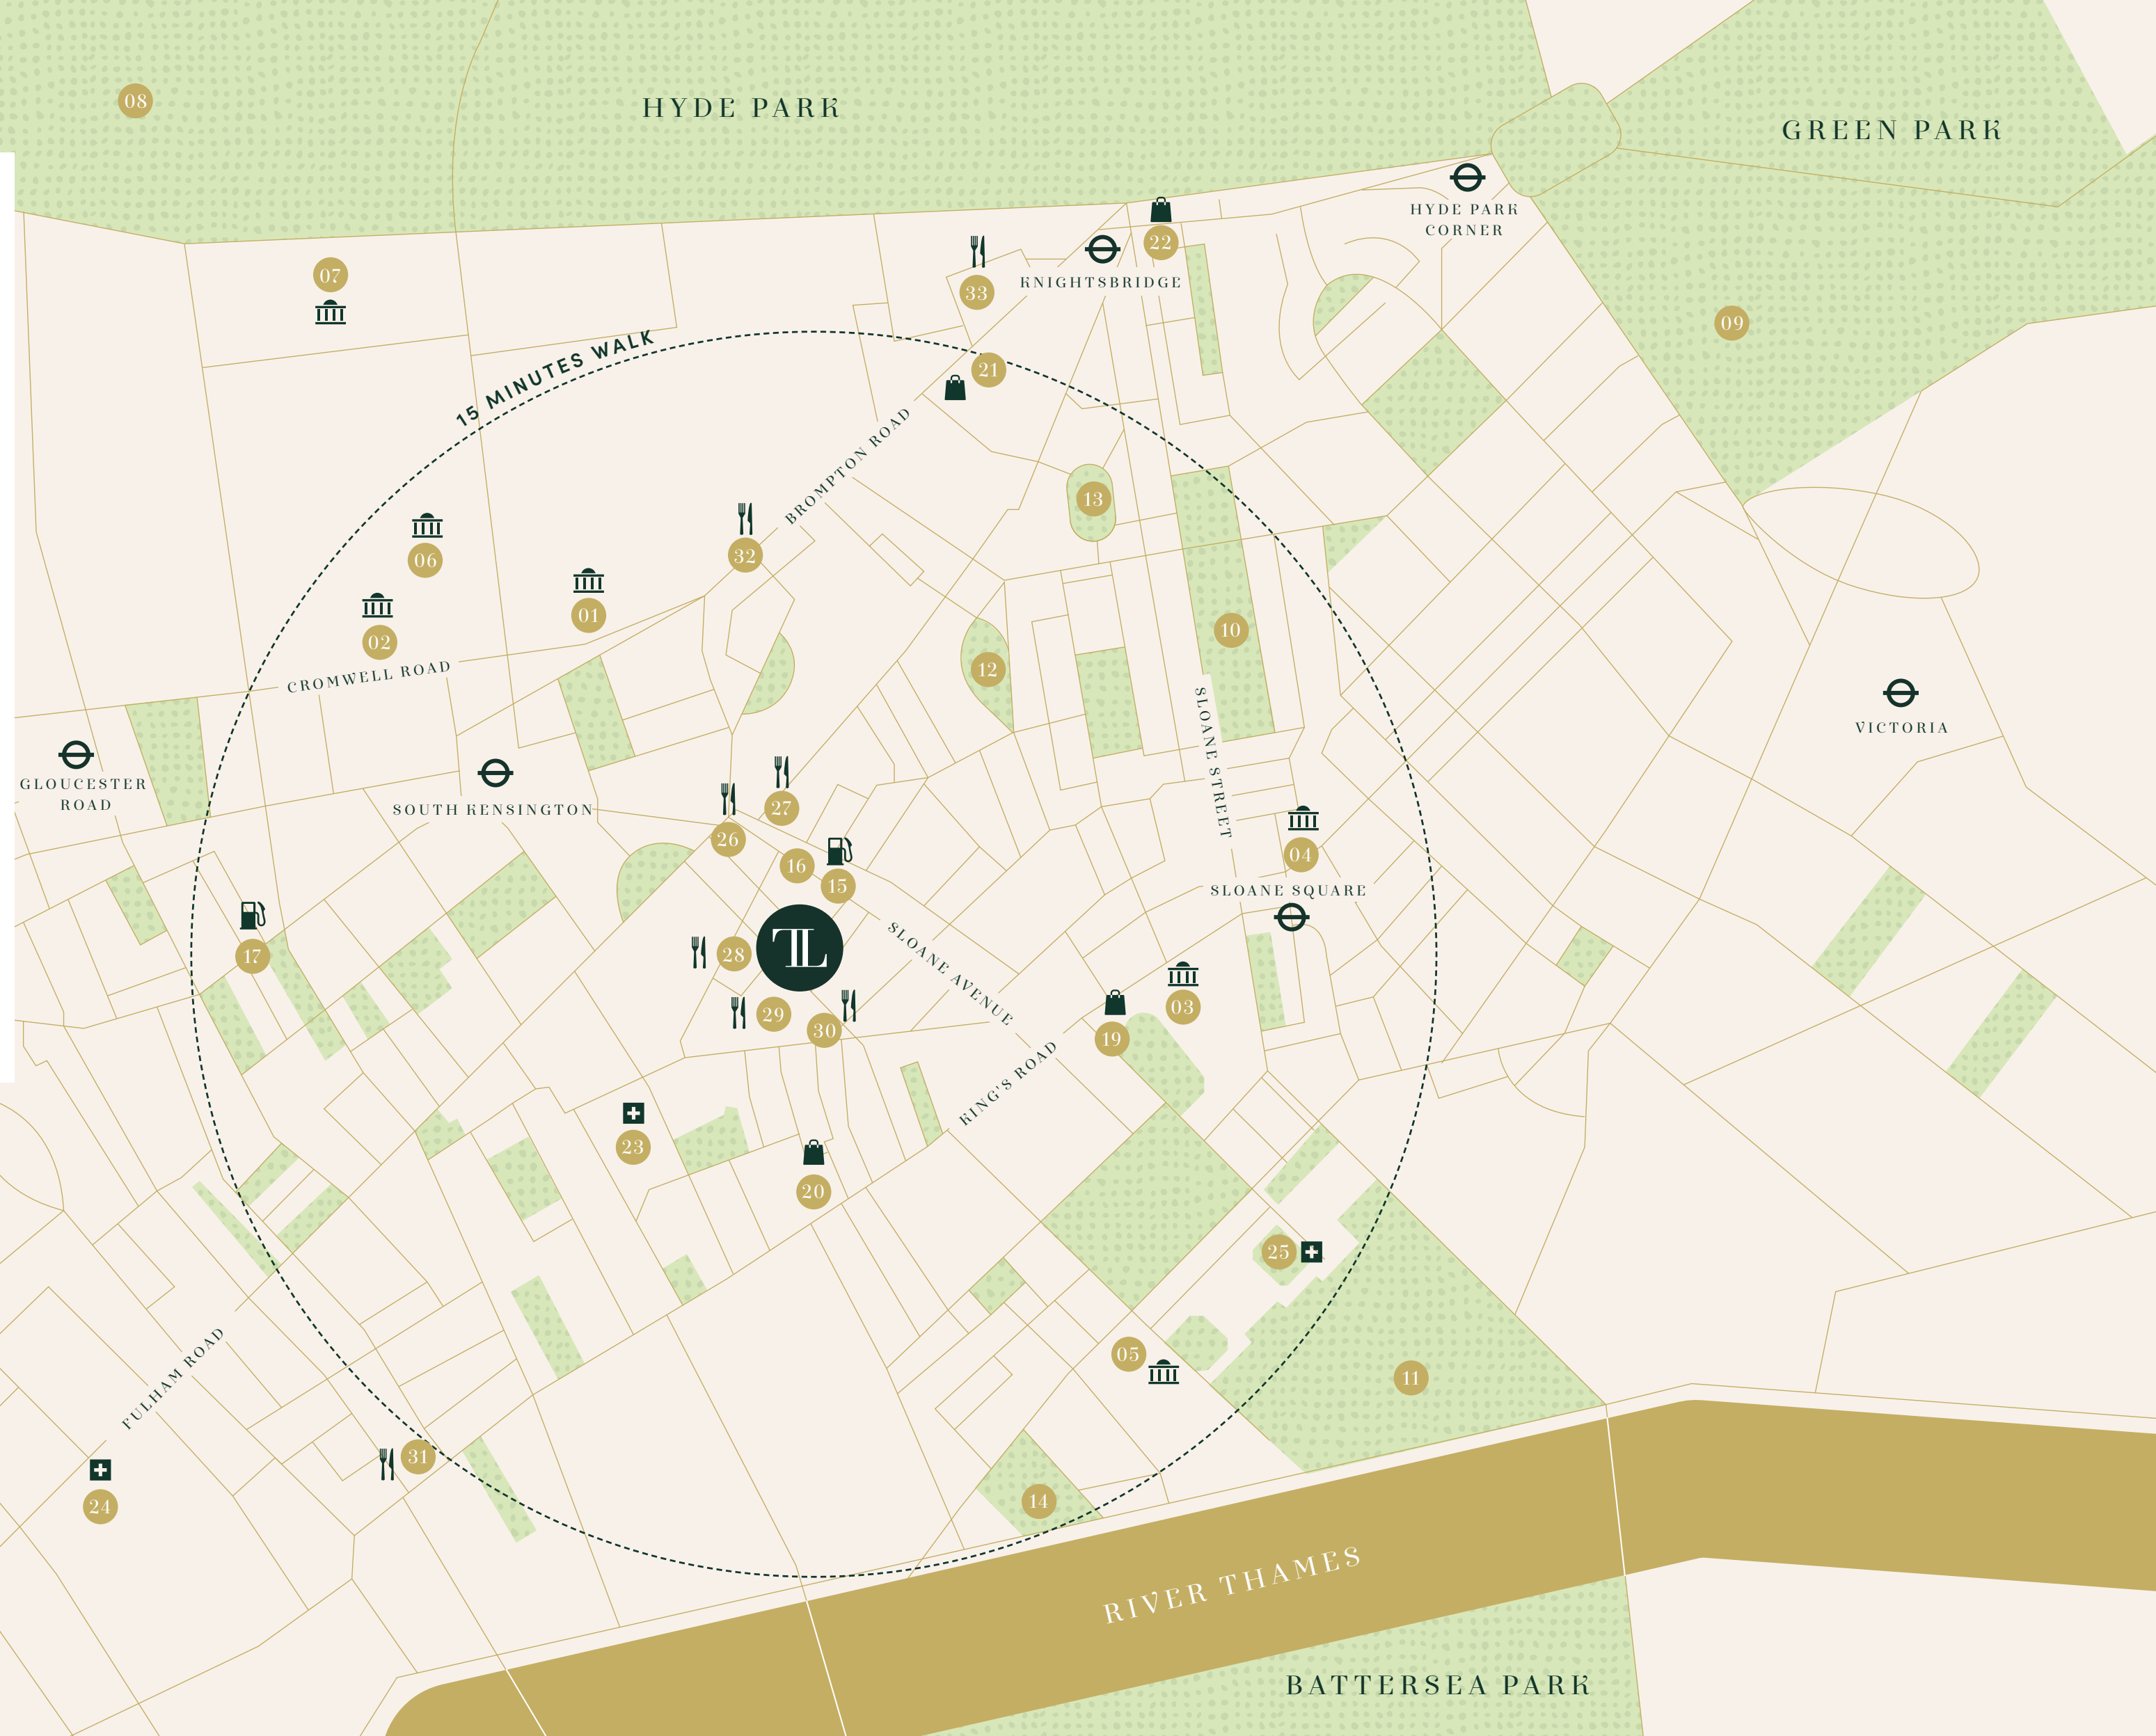 08
HYDE PARK
GREEN PARK
HYDE PARK
CORNER
22
KNIGHTSBRIDGE
33
07
09
15 MINUTES WALK
21
BROMPTON ROAD
13
32
06
01
02
10
12
CROMWELL ROAD
SLOANE STREET
VICTORIA
GLOUCESTER
ROAD
SOUTH KENSINGTON
27
26
16
15
04
SLOANE SQUARE
17
28
TL
SLOANE AVENUE
29
30
03
19
KING'S ROAD
23
20
25
05
11
FULHAM ROAD
31
24
14
RIVER THAMES
BATTERSEA PARK